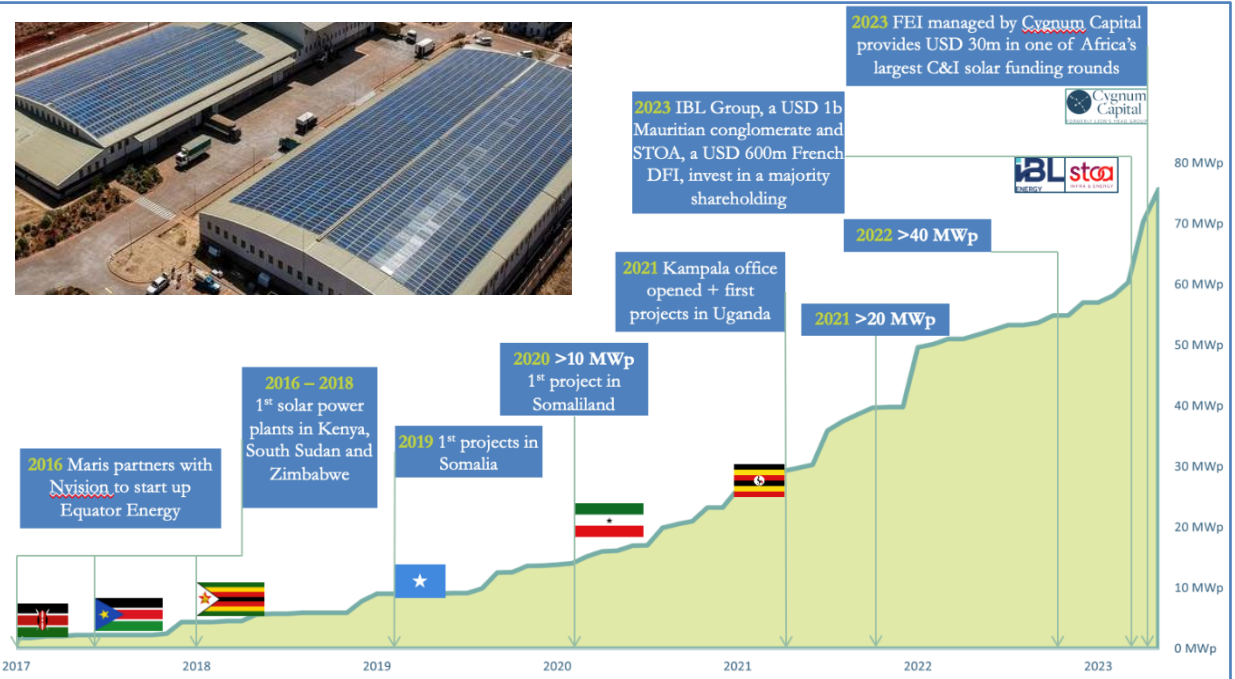 2023 FEI managed by Cygnum Capital
provides USD 30m in one of Africa's
largest C&I solar funding rounds
Cygnum
Capital
FORMERLY LION'S HEAD GROUP
2023 IBL Group, a USD 1b
Mauritian conglomerate and
STOA, a USD 600m French
DFI, invest in a majority
shareholding
iBL
ENERGY
stoa
INFRA & ENERGY
2022 >40 MWp
2021 Kampala office
opened + first
projects in Uganda
2021 >20 MWp
2020 >10 MWp
1st project in
Somaliland
2016 – 2018
1st solar power
plants in Kenya,
South Sudan and
Zimbabwe
2019 1st projects in
Somalia
2016 Maris partners with
Nvision to start up
Equator Energy
80 MWp
70 MWp
60 MWp
50 MWp
40 MWp
30 MWp
20 MWp
10 MWp
0 MWp
2017
2018
2019
2020
2021
2022
2023